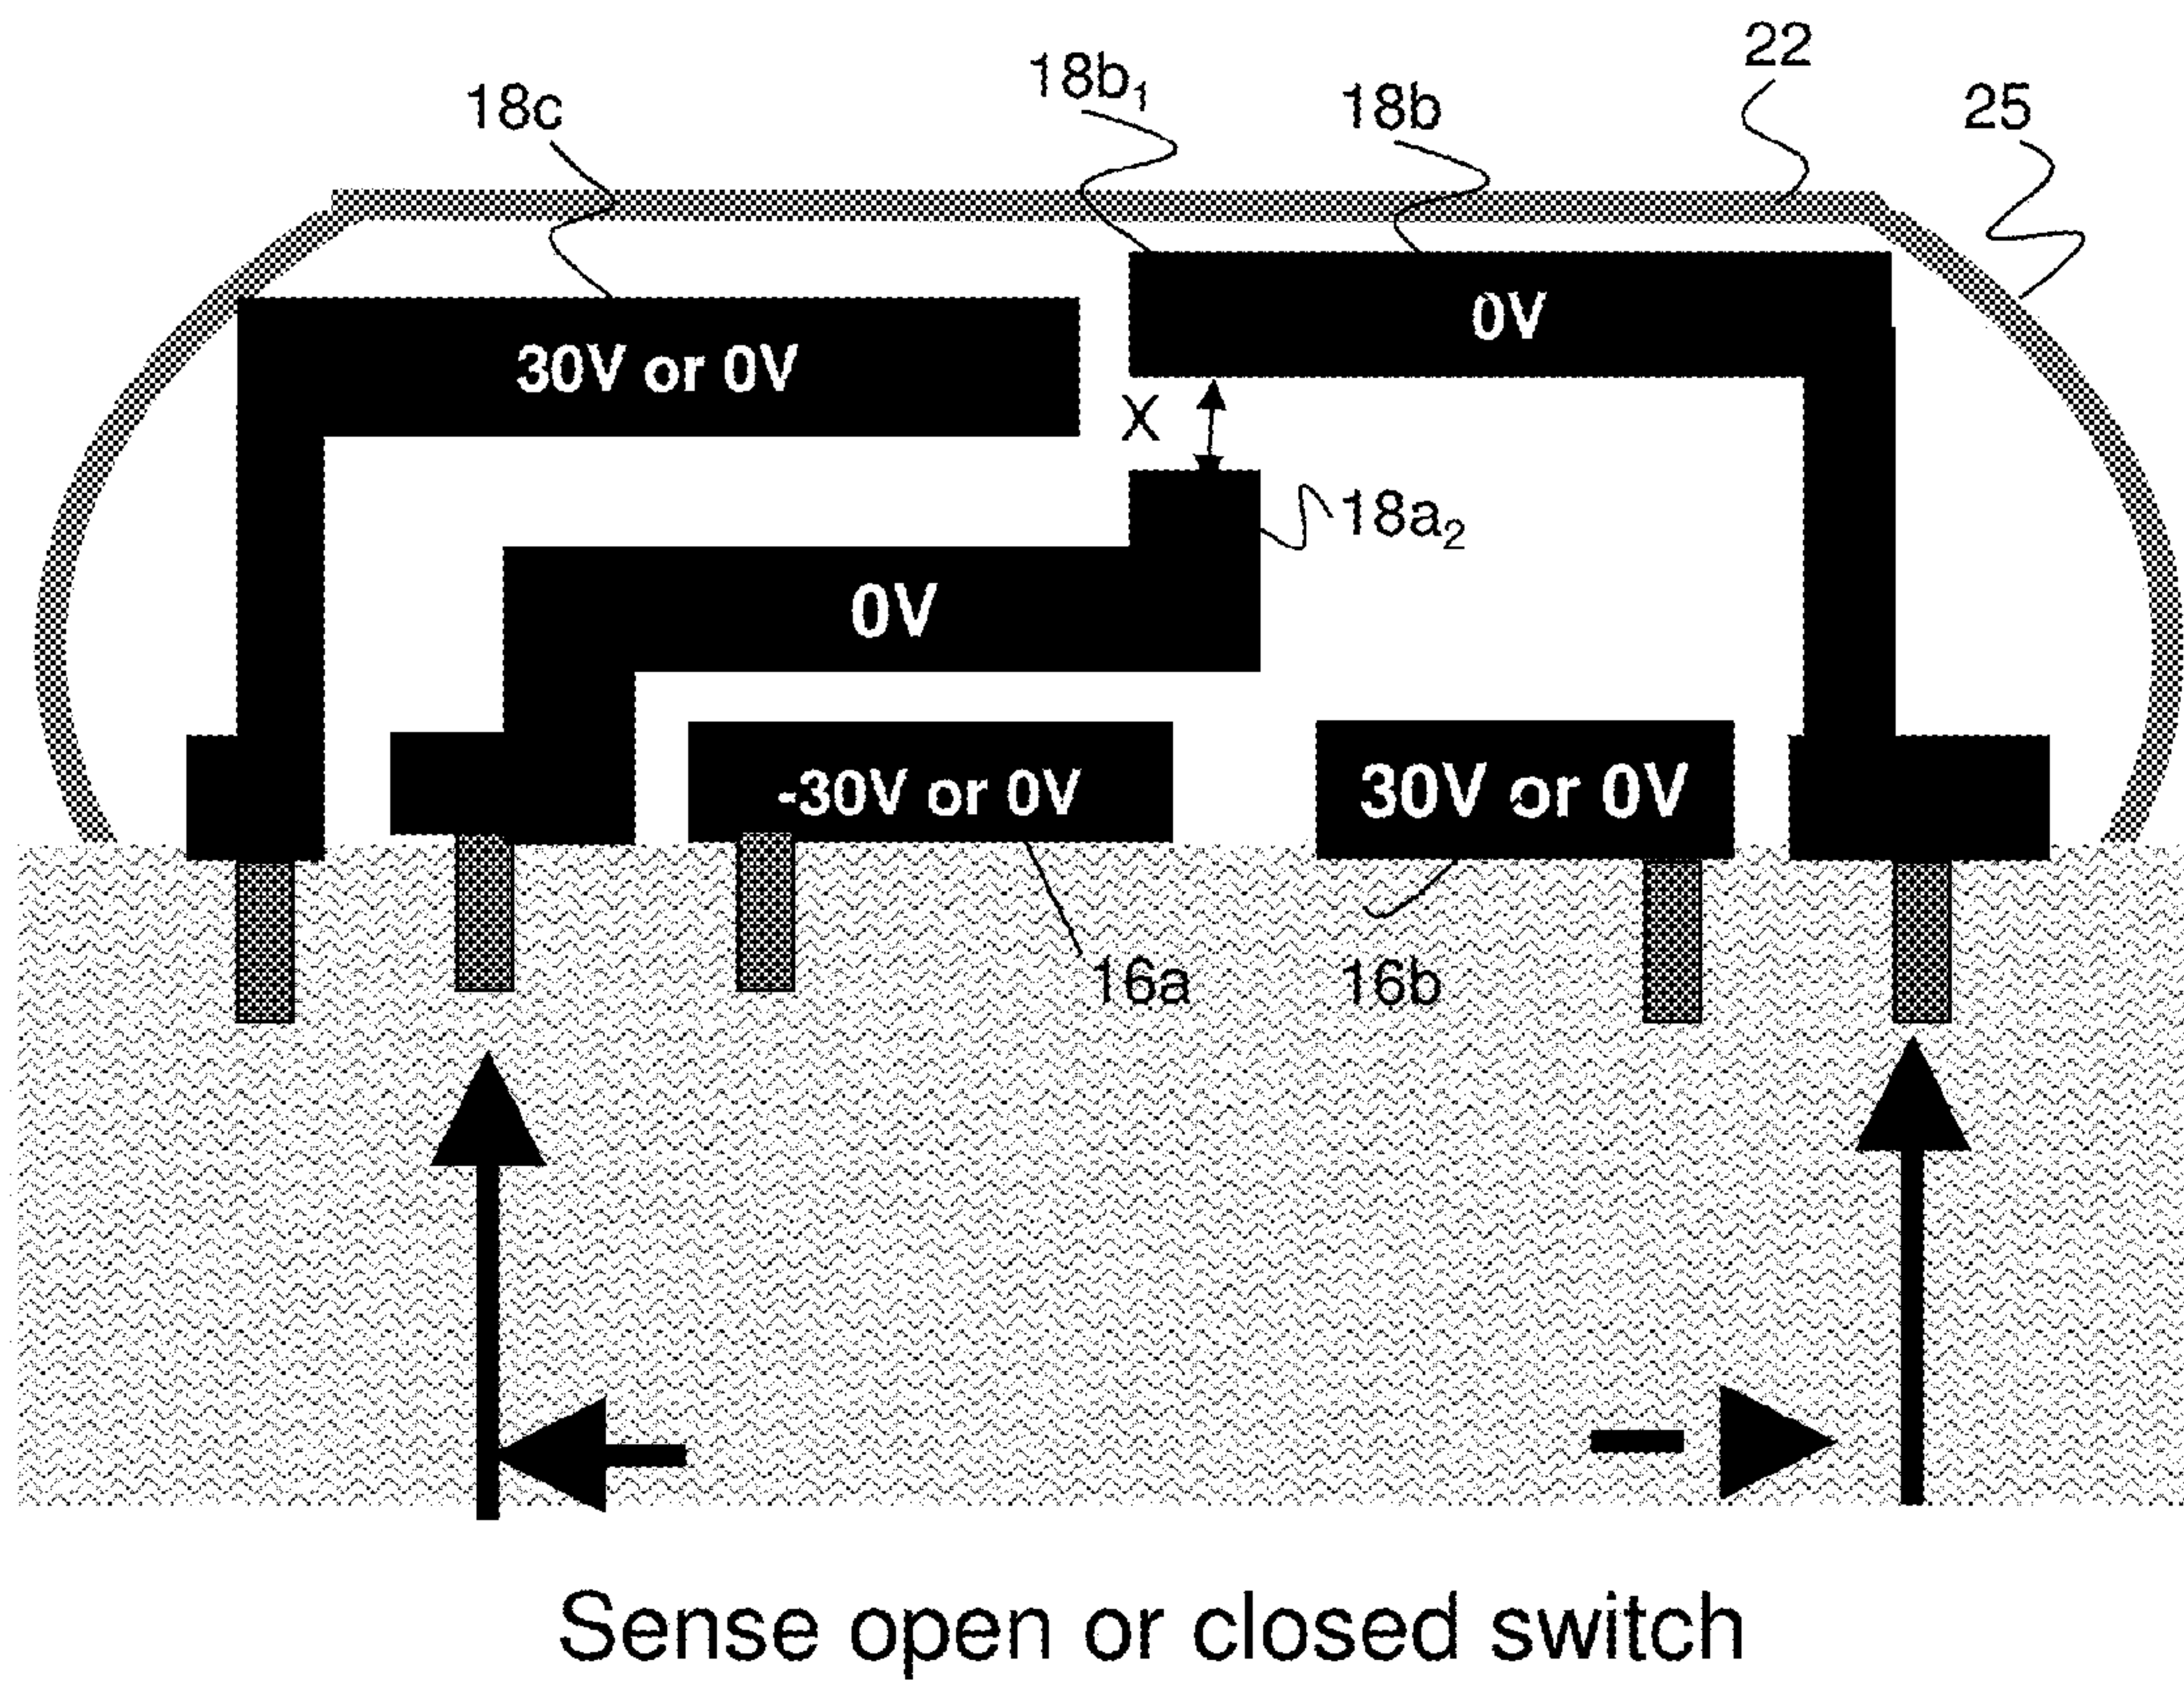 22
18b₁
18c
18b
25
0V
30V or 0V
X
18a₂
0V
-30V or 0V
30V or 0V
16a
16b
Sense open or closed switch